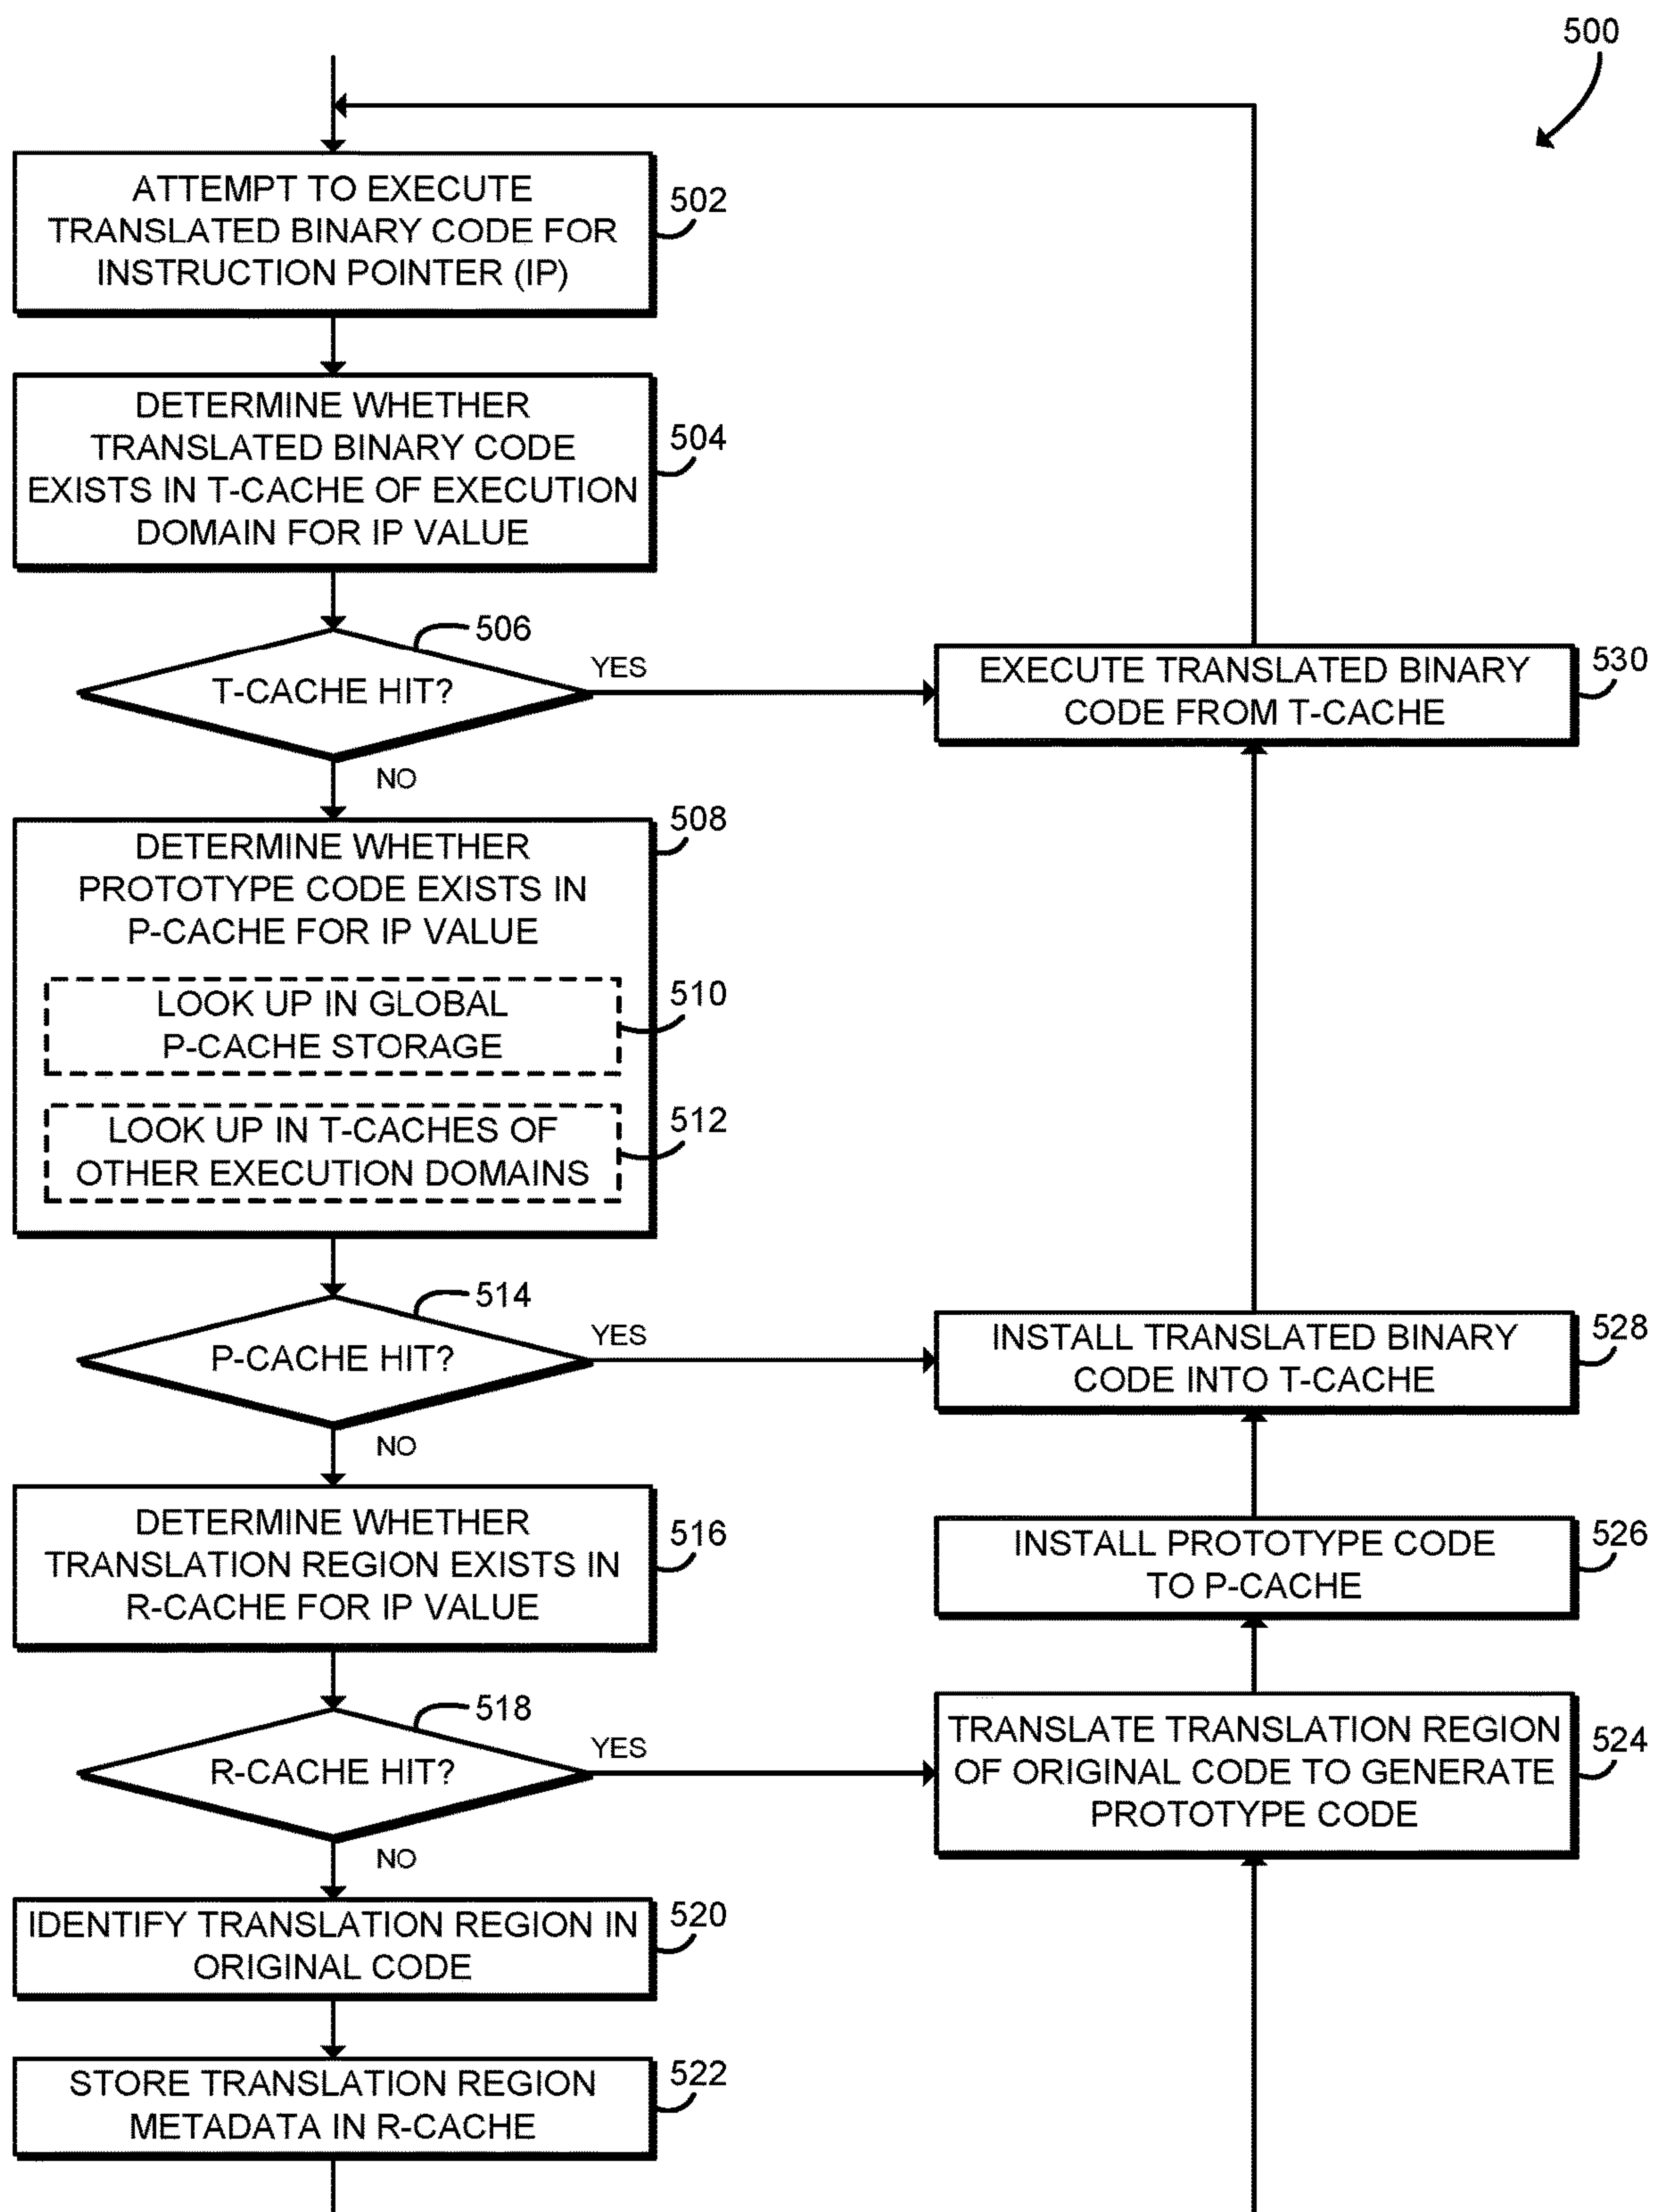 500
ATTEMPT TO EXECUTE
TRANSLATED BINARY CODE FOR
INSTRUCTION POINTER (IP)
502
DETERMINE WHETHER
TRANSLATED BINARY CODE
EXISTS IN T-CACHE OF EXECUTION
DOMAIN FOR IP VALUE
504
506
T-CACHE HIT?
YES
NO
EXECUTE TRANSLATED BINARY
CODE FROM T-CACHE
530
DETERMINE WHETHER
PROTOTYPE CODE EXISTS IN
P-CACHE FOR IP VALUE
508
LOOK UP IN GLOBAL
P-CACHE STORAGE
510
LOOK UP IN T-CACHES OF
OTHER EXECUTION DOMAINS
512
514
P-CACHE HIT?
YES
NO
INSTALL TRANSLATED BINARY
CODE INTO T-CACHE
528
DETERMINE WHETHER
TRANSLATION REGION EXISTS IN
R-CACHE FOR IP VALUE
516
INSTALL PROTOTYPE CODE
TO P-CACHE
526
518
R-CACHE HIT?
YES
NO
TRANSLATE TRANSLATION REGION
OF ORIGINAL CODE TO GENERATE
PROTOTYPE CODE
524
IDENTIFY TRANSLATION REGION IN
ORIGINAL CODE
520
STORE TRANSLATION REGION
METADATA IN R-CACHE
522